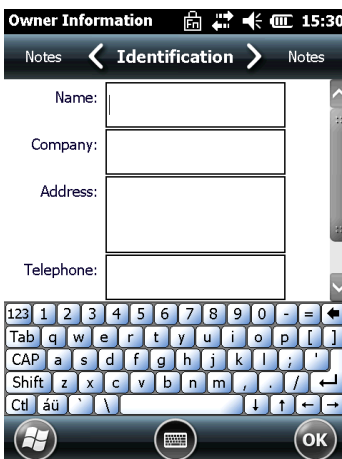 Owner Information Fn 15:30
Notes Identification Notes
Name:
Company:
Address:
Telephone:
123 1 2 3 4 5 6 7 8 9 0 - =
Tab q w e r t y u i o p [ ]
CAP a s d f g h j k l ; '
Shift z x c v b n m , . /
Ctl áü ` \
OK